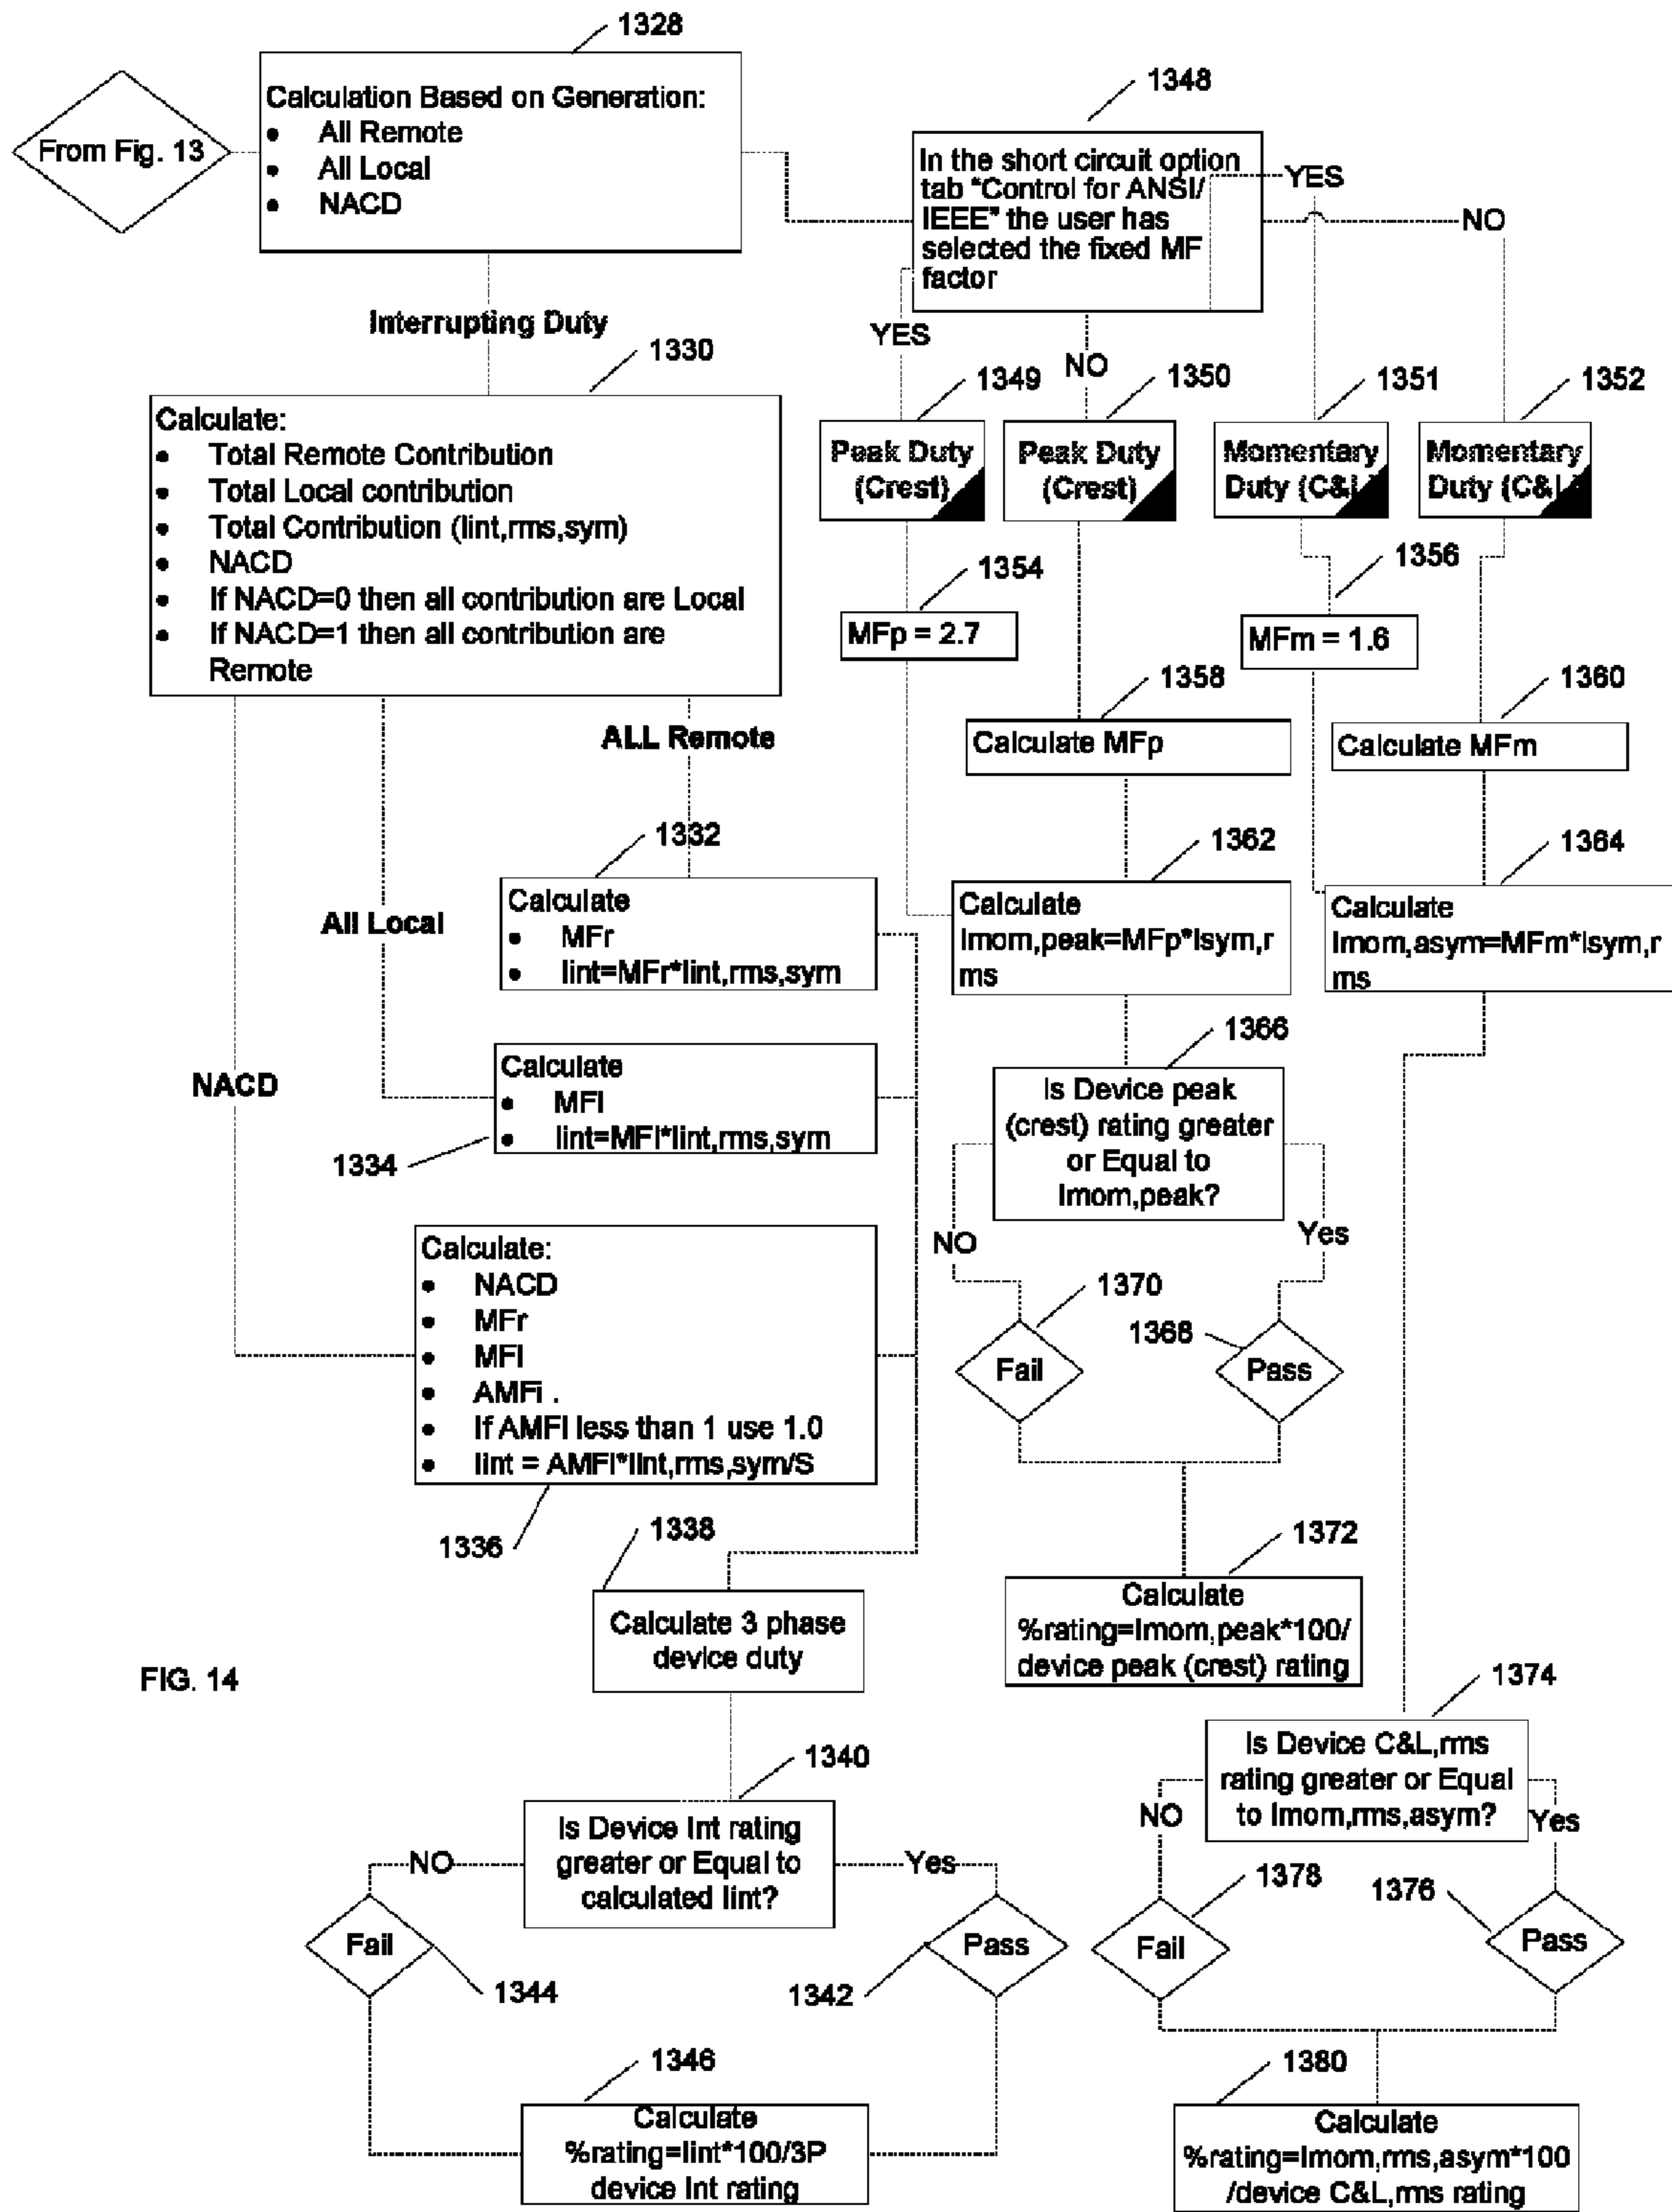 1328
Calculation Based on Generation:
• All Remote
• All Local
• NACD
From Fig. 13
1348
In the short circuit option
tab "Control for ANSI/
IEEE" the user has
selected the fixed MF
factor
YES
NO
Interrupting Duty
YES
NO
1330
Calculate:
• Total Remote Contribution
• Total Local contribution
• Total Contribution (Iint,rms,sym)
• NACD
• If NACD=0 then all contribution are Local
• If NACD=1 then all contribution are
Remote
1349
Peak Duty
(Crest)
1350
Peak Duty
(Crest)
1351
Momentary
Duty (C&L)
1352
Momentary
Duty (C&L)
1354
MFp = 2.7
1356
MFm = 1.6
1358
Calculate MFp
1360
Calculate MFm
ALL Remote
All Local
NACD
1332
Calculate
• MFr
• Iint=MFr*Iint,rms,sym
1362
Calculate
Imom,peak=MFp*Isym,r
ms
1364
Calculate
Imom,asym=MFm*Isym,r
ms
Calculate
• MFl
• Iint=MFl*Iint,rms,sym
1334
1366
Is Device peak
(crest) rating greater
or Equal to
Imom,peak?
NO
Yes
Calculate:
• NACD
• MFr
• MFl
• AMFi .
• If AMFI less than 1 use 1.0
• Iint = AMFI*Iint,rms,sym/S
1336
1370
Fail
1368
Pass
1338
Calculate 3 phase
device duty
1372
Calculate
%rating=Imom,peak*100/
device peak (crest) rating
FIG. 14
1340
Is Device Int rating
greater or Equal to
calculated Iint?
NO
Yes
Fail
1344
Pass
1342
1374
Is Device C&L,rms
rating greater or Equal
to Imom,rms,asym?
NO
Yes
1378
Fail
1376
Pass
1346
Calculate
%rating=Iint*100/3P
device Int rating
1380
Calculate
%rating=Imom,rms,asym*100
/device C&L,rms rating